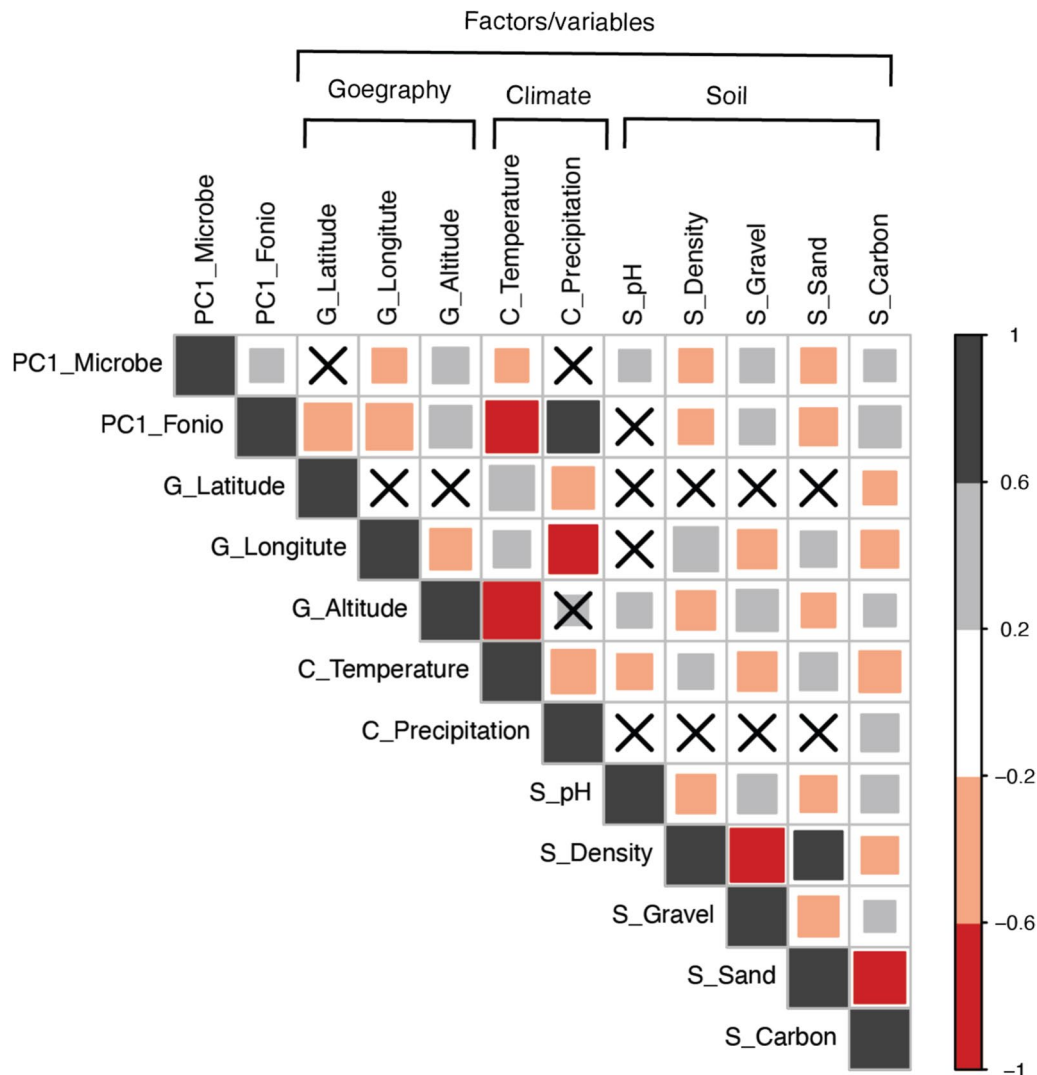 Factors/variables
Goegraphy Climate Soil
PC1_Microbe
PC1_Fonio
G_Latitude
G_Longitute
G_Altitude
C_Temperature
C_Precipitation
S_pH
S_Density
S_Gravel
S_Sand
S_Carbon
PC1_Microbe
PC1_Fonio
G_Latitude
G_Longitute
G_Altitude
C_Temperature
C_Precipitation
S_pH
S_Density
S_Gravel
S_Sand
S_Carbon
1
0.6
0.2
−0.2
−0.6
−1